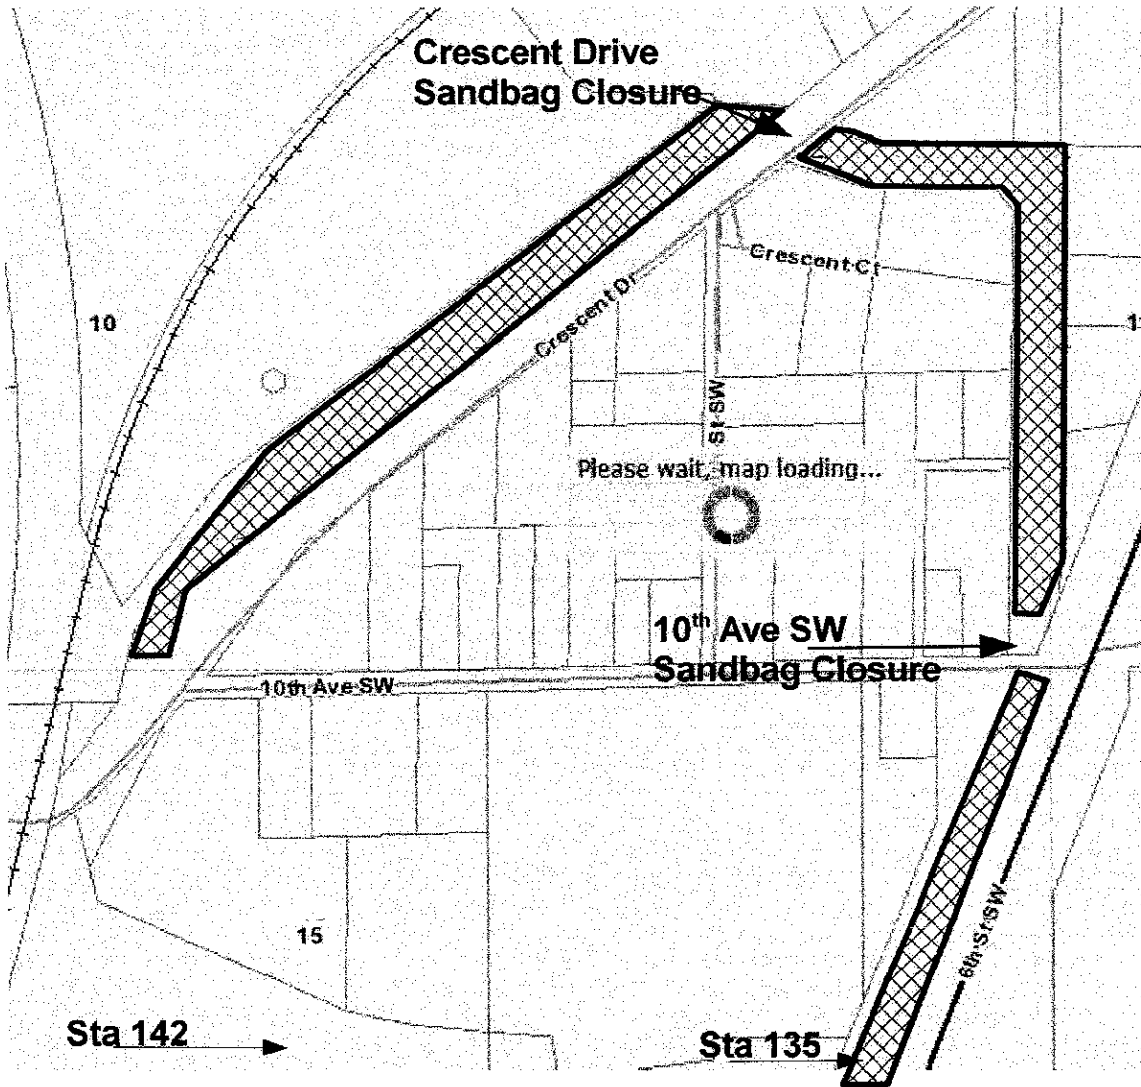 Crescent Drive
Sandbag Closure
Crescent Ct
10
Crescent Dr
St SW
Please wait, map loading...
10th Ave SW
Sandbag Closure
10th Ave SW
6th St SW
15
Sta 142
Sta 135